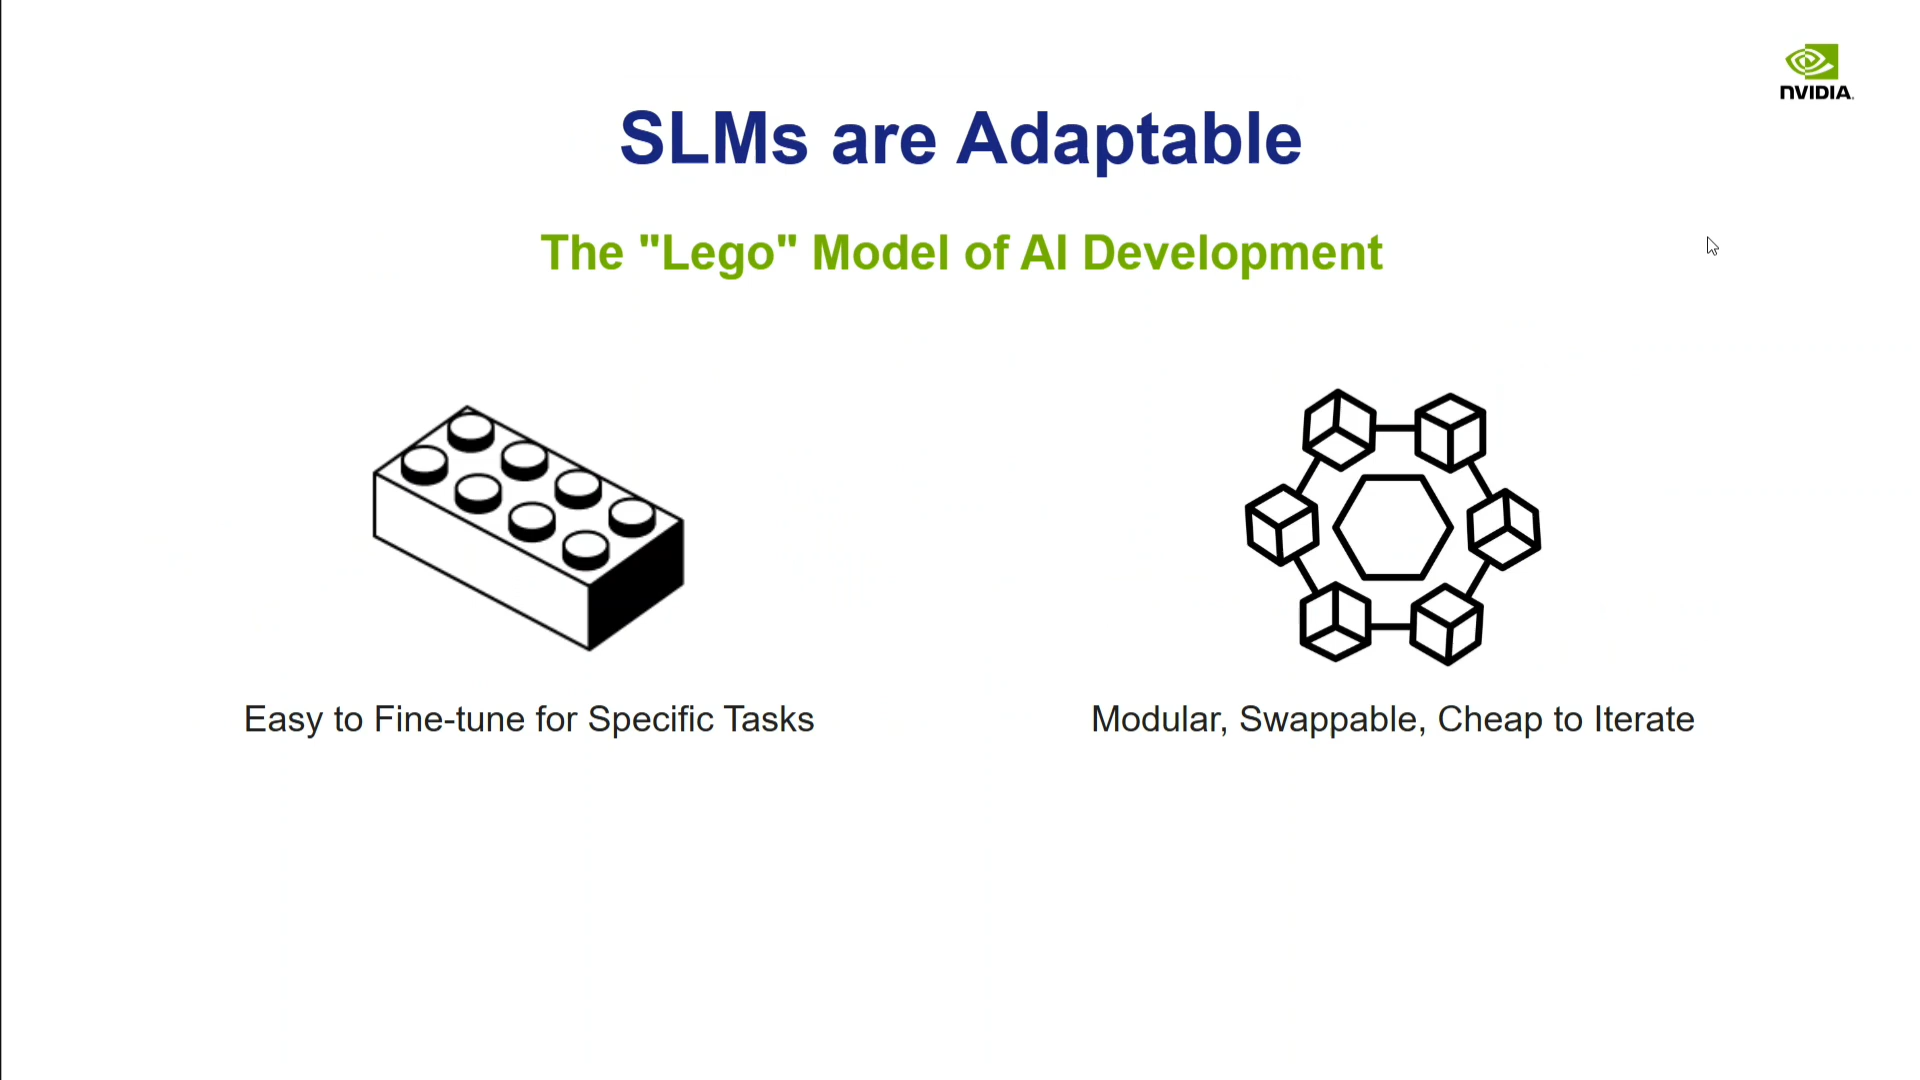 NVIDIA.
SLMs are Adaptable
The "Lego" Model of AI Development
Easy to Fine-tune for Specific Tasks
Modular, Swappable, Cheap to Iterate